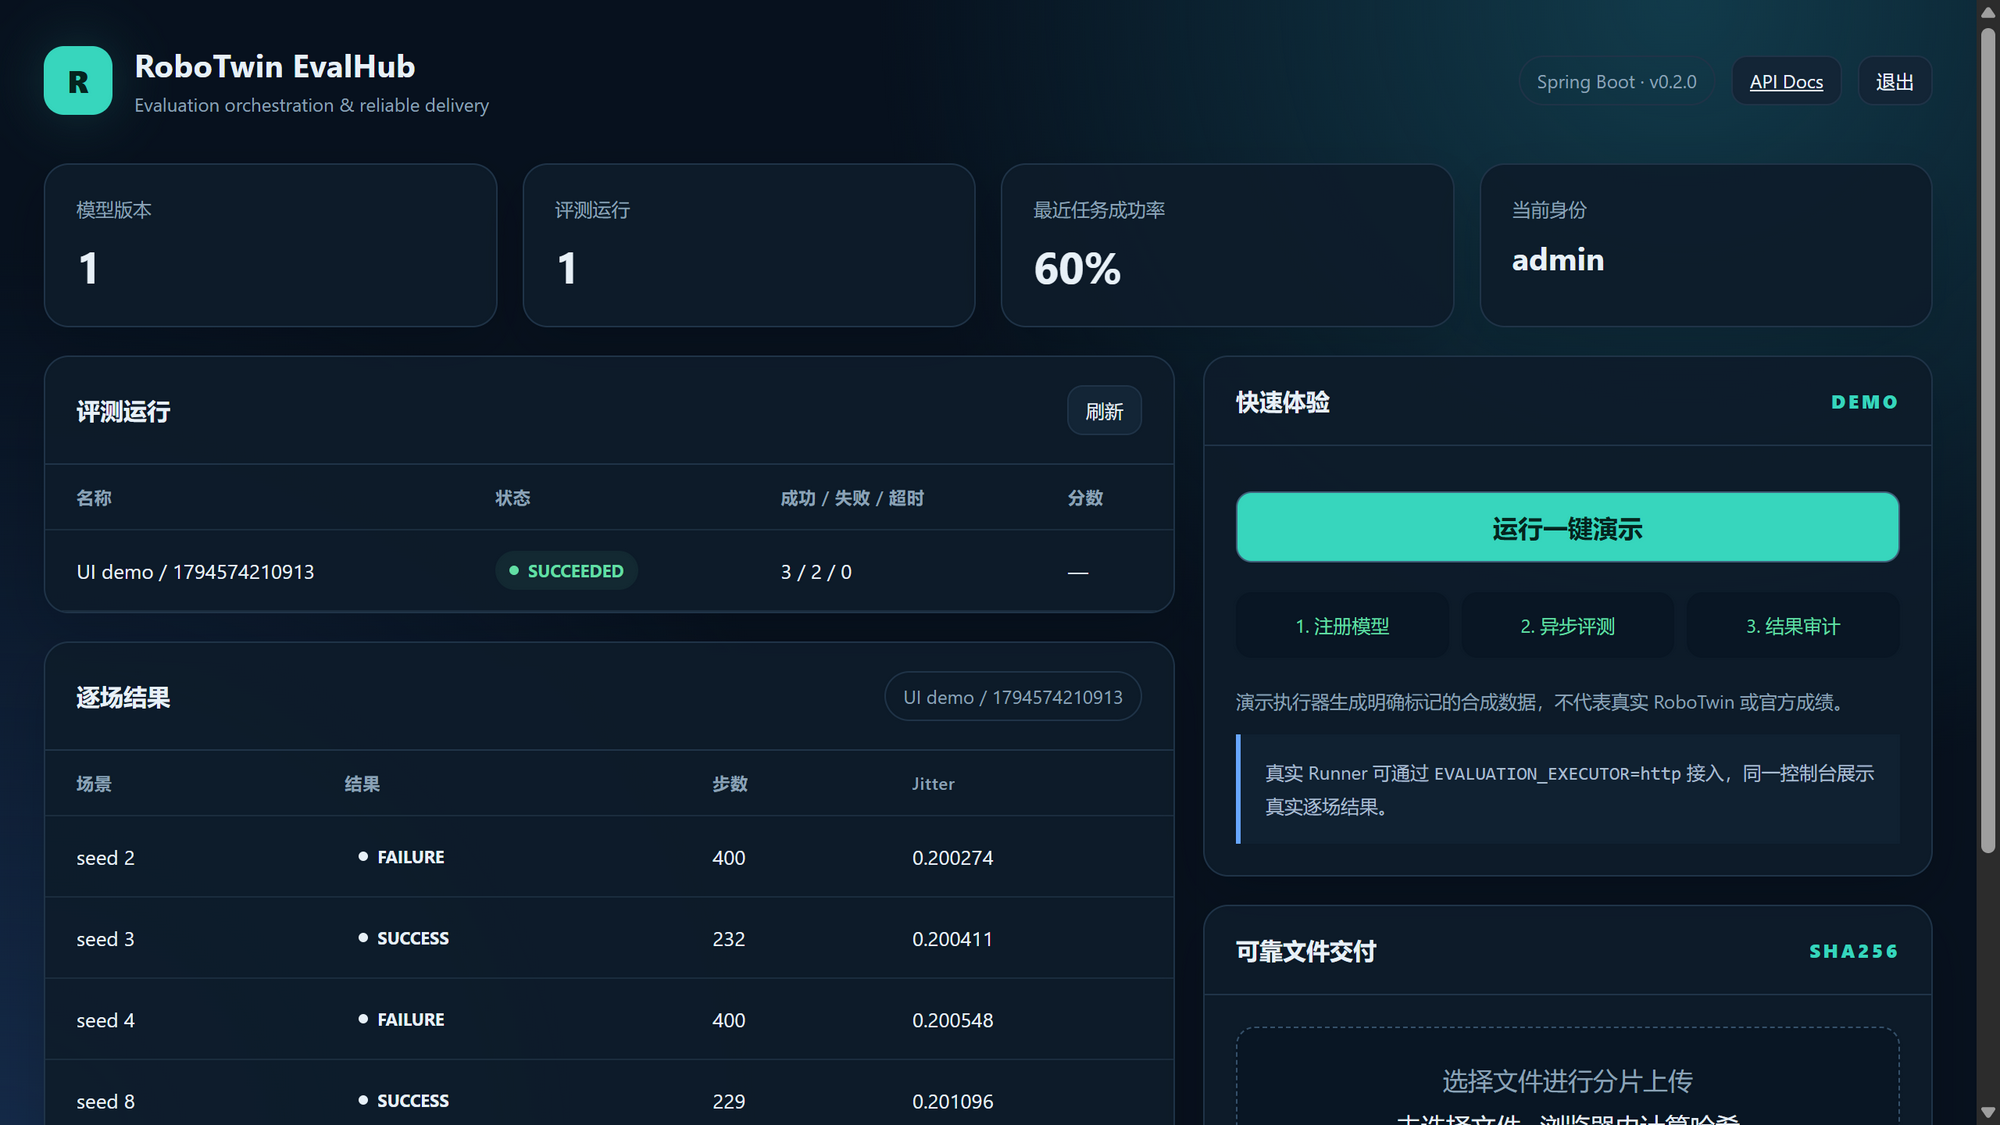 R
RoboTwin EvalHub
Evaluation orchestration & reliable delivery
Spring Boot · v0.2.0
API Docs
退出
模型版本
1
评测运行
1
最近任务成功率
60%
当前身份
admin
评测运行
刷新
名称 状态 成功 / 失败 / 超时 分数
UI demo / 1794574210913 SUCCEEDED 3 / 2 / 0 —
逐场结果
UI demo / 1794574210913
场景 结果 步数 Jitter
seed 2 FAILURE 400 0.200274
seed 3 SUCCESS 232 0.200411
seed 4 FAILURE 400 0.200548
seed 8 SUCCESS 229 0.201096
快速体验
DEMO
运行一键演示
1. 注册模型
2. 异步评测
3. 结果审计
演示执行器生成明确标记的合成数据，不代表真实 RoboTwin 或官方成绩。
真实 Runner 可通过 EVALUATION_EXECUTOR=http 接入，同一控制台展示
真实逐场结果。
可靠文件交付
SHA256
选择文件进行分片上传